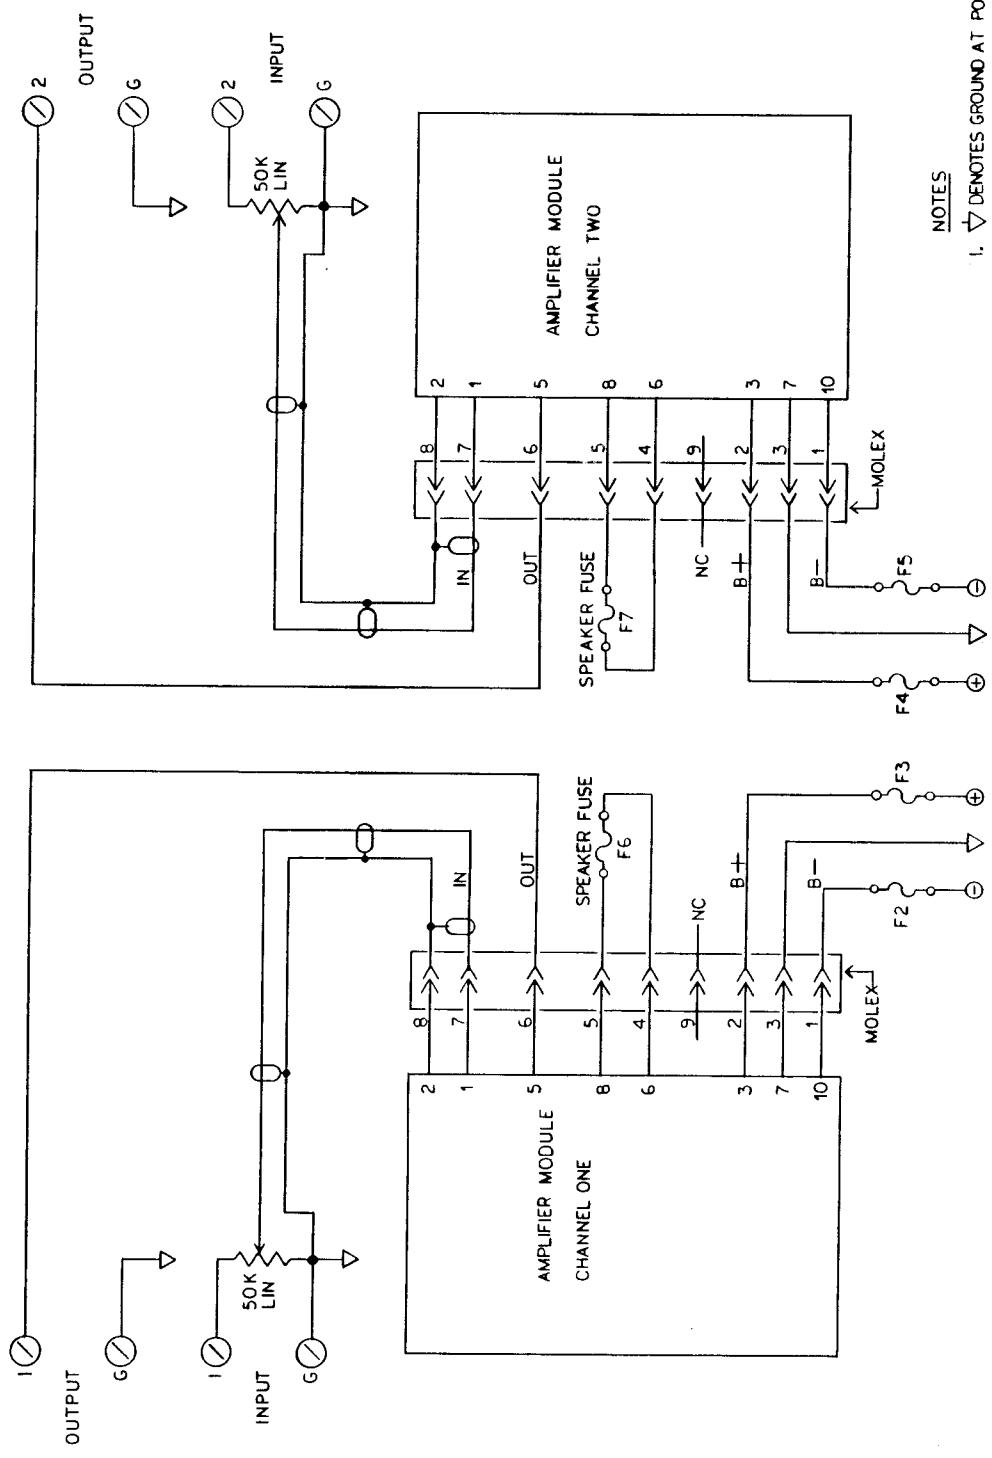 1
2
OUTPUT
OUTPUT
G
G
1
2
INPUT
50K
LIN
50K
LIN
INPUT
G
G
2
8
8
2
1
7
IN
IN
7
1
5
6
OUT
OUT
6
5
AMPLIFIER MODULE
CHANNEL ONE
AMPLIFIER MODULE
CHANNEL TWO
SPEAKER FUSE
SPEAKER FUSE
8
5
F6
F7
5
8
6
4
4
6
9
NC
NC
9
3
2
B+
B+
2
3
7
3
3
7
10
1
B−
B−
1
10
MOLEX
MOLEX
F2
F3
F4
F5
−
+
+
−
NOTES
1. ▽ DENOTES GROUND AT